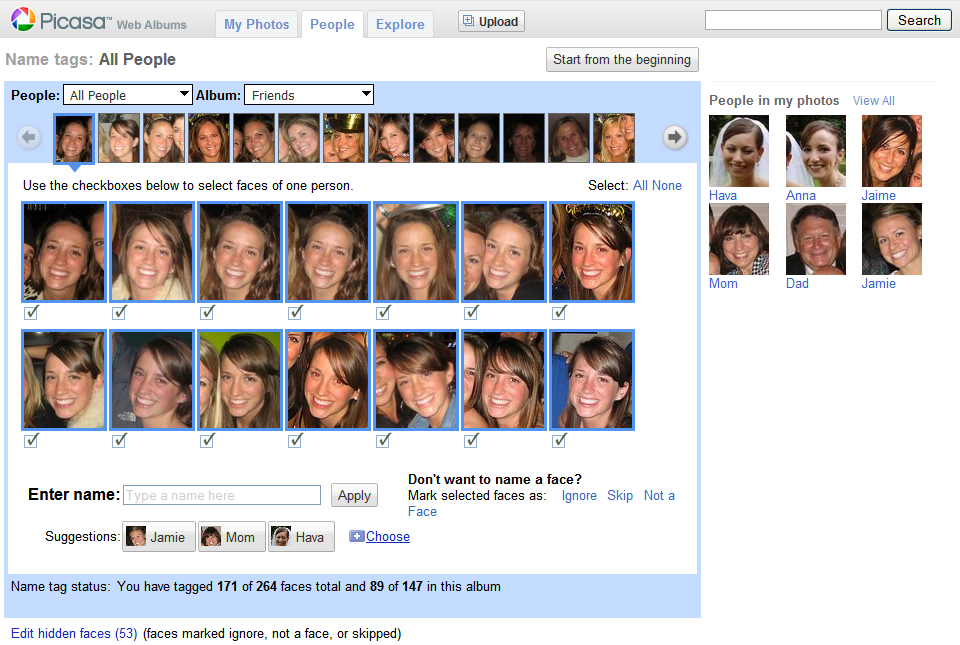 Picasa™ Web Albums My Photos People Explore Upload Search
Name tags: All People Start from the beginning
People: All People Album: Friends
People in my photos View All
Use the checkboxes below to select faces of one person. Select: All None
Hava Anna Jaime
Mom Dad Jamie
Don't want to name a face?
Enter name: Type a name here Apply Mark selected faces as: Ignore Skip Not a
Face
Suggestions: Jamie Mom Hava Choose
Name tag status: You have tagged 171 of 264 faces total and 89 of 147 in this album
Edit hidden faces (53) (faces marked ignore, not a face, or skipped)